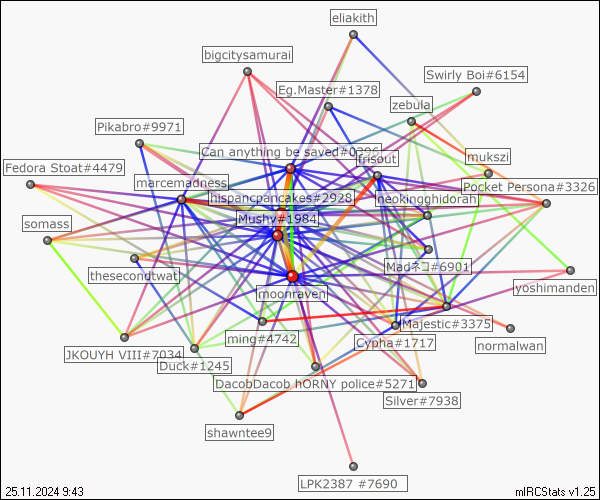 eliakith
bigcitysamurai
Swirly Boi#6154
Eg.Master#1378
zebula
Pikabro#9971
Can anything be saved#0396
frisout
mukszi
Fedora Stoat#4479
marcemadness
Pocket Persona#3326
hispancpancakes#2928
neokingghidorah
somass
Mushy#1984
thesecondtwat
Madネコ#6901
yoshimanden
moonraven
ming#4742
Majestic#3375
JKOUYH VIII#7034
Cypha#1717
normalwan
Duck#1245
DacobDacob hORNY police#5271
Silver#7938
shawntee9
LPK2387 #7690
25.11.2024 9:43
mIRCStats v1.25